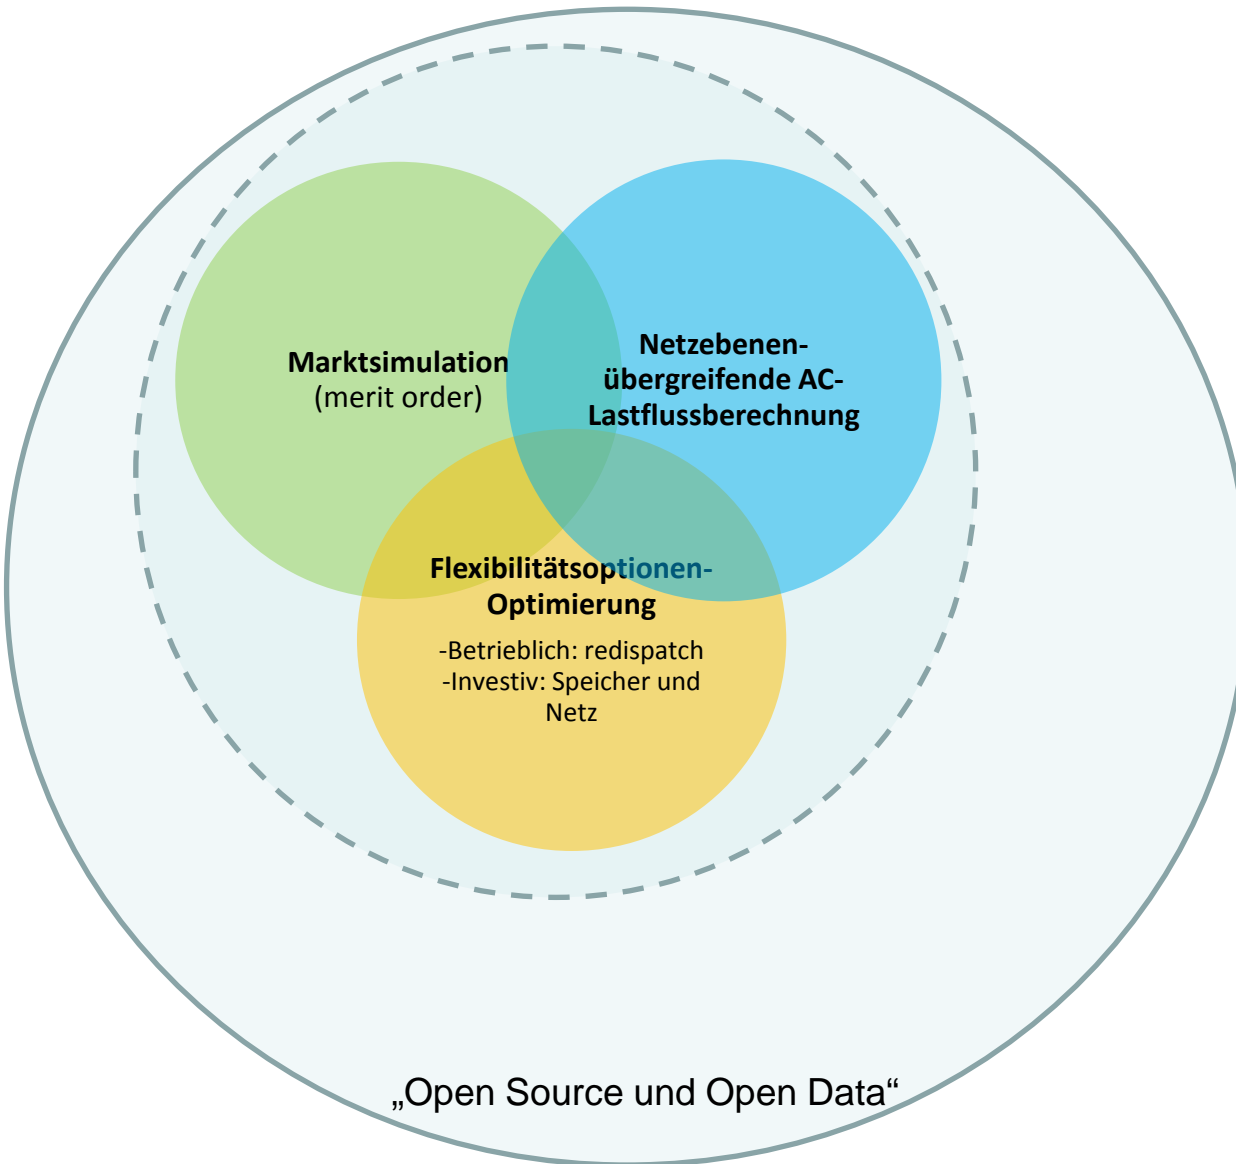 Marktsimulation
(merit order)
Netzebenen-
übergreifende AC-
Lastflussberechnung
Flexibilitätsoptionen-
Optimierung
-Betrieblich: redispatch
-Investiv: Speicher und
Netz
„Open Source und Open Data“